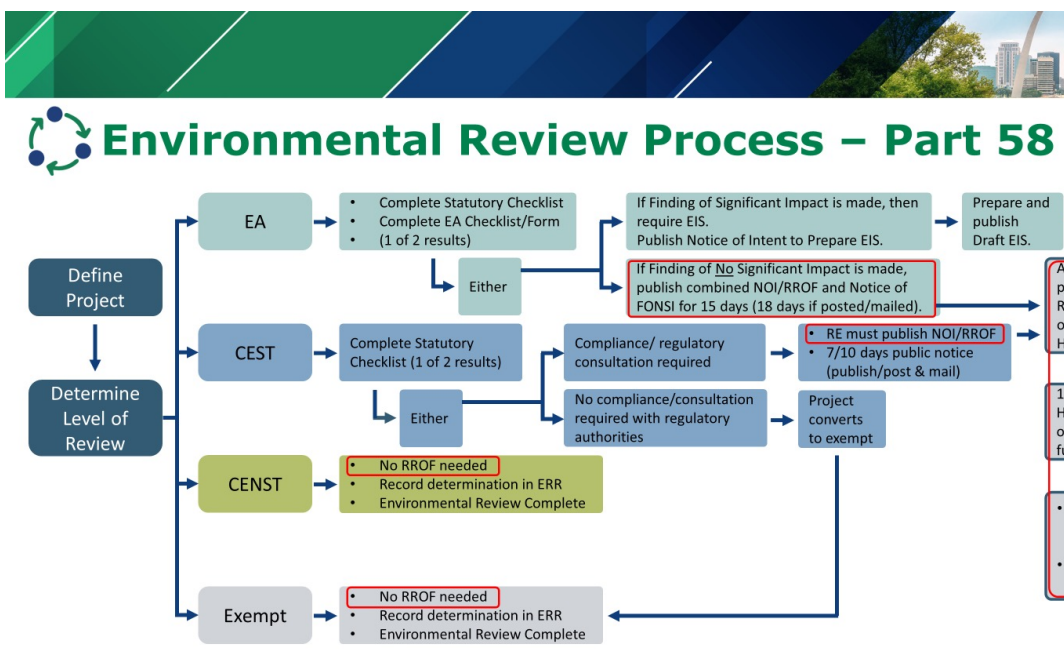 Environmental Review Process – Part 58
Define
Project
Determine
Level of
Review
EA
• Complete Statutory Checklist
• Complete EA Checklist/Form
• (1 of 2 results)
Either
If Finding of Significant Impact is made, then
require EIS.
Publish Notice of Intent to Prepare EIS.
Prepare and
publish
Draft EIS.
If Finding of No Significant Impact is made,
publish combined NOI/RROF and Notice of
FONSI for 15 days (18 days if posted/mailed).
CEST
Complete Statutory
Checklist (1 of 2 results)
Either
Compliance/ regulatory
consultation required
• RE must publish NOI/RROF
• 7/10 days public notice
(publish/post & mail)
No compliance/consultation
required with regulatory
authorities
Project
converts
to exempt
CENST
• No RROF needed
• Record determination in ERR
• Environmental Review Complete
Exempt
• No RROF needed
• Record determination in ERR
• Environmental Review Complete